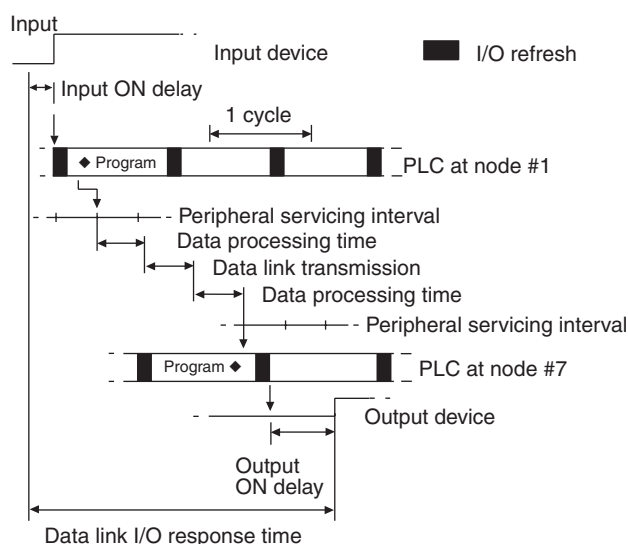 Input
Input device
I/O refresh
Input ON delay
1 cycle
◆ Program
PLC at node #1
Peripheral servicing interval
Data processing time
Data link transmission
Data processing time
Peripheral servicing interval
Program ◆
PLC at node #7
Output device
Output
ON delay
Data link I/O response time